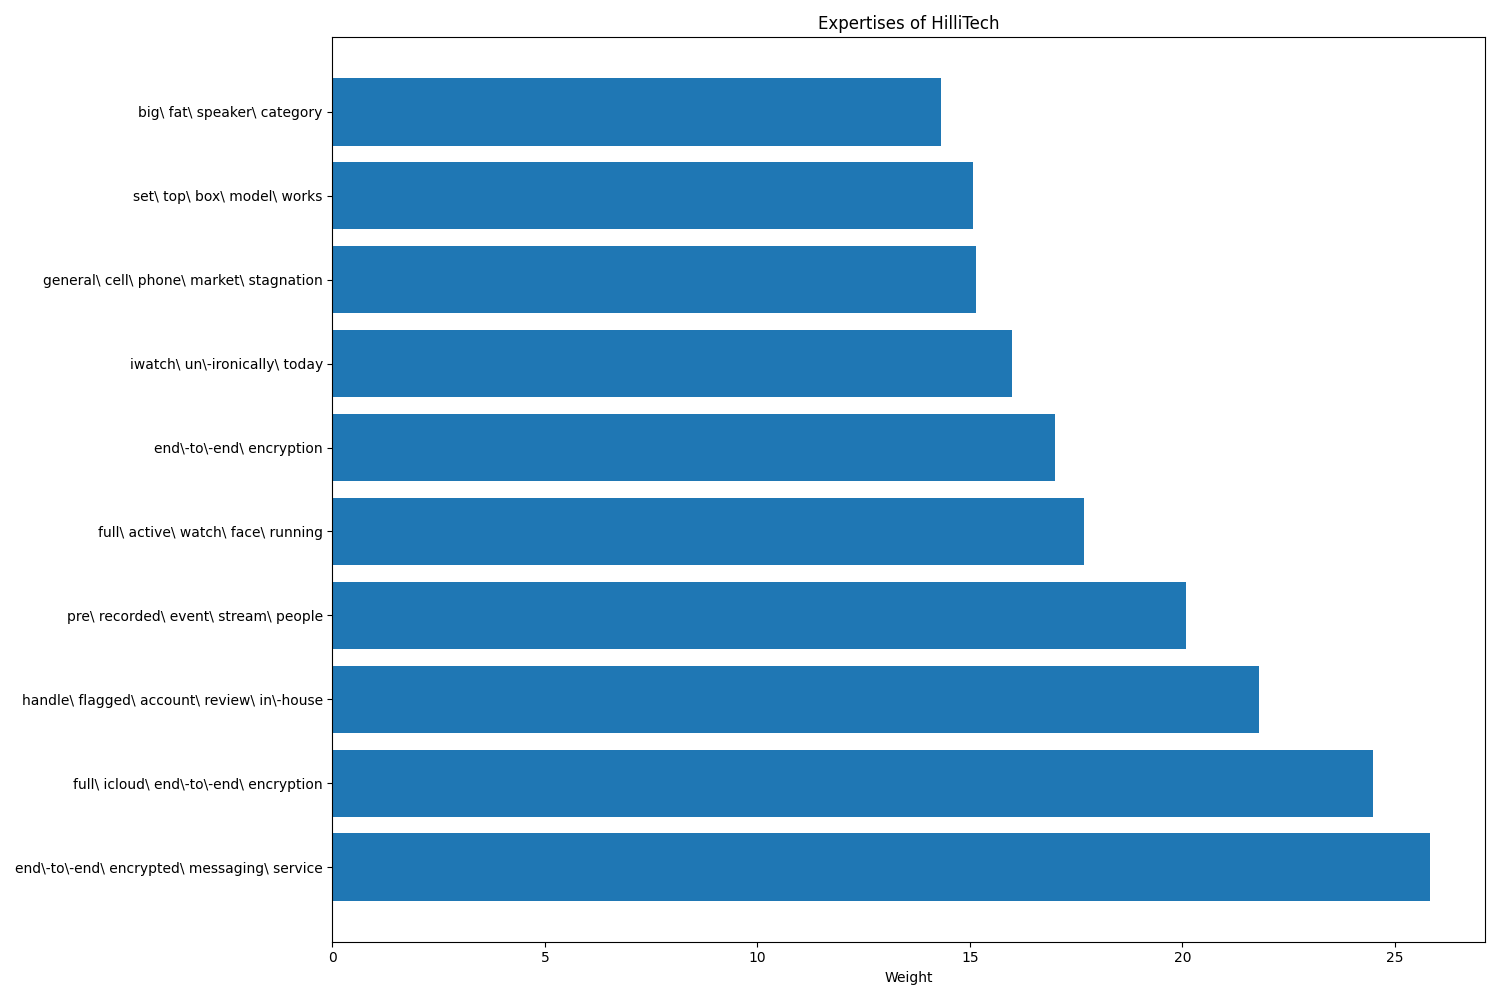 Expertises of HilliTech
big\ fat\ speaker\ category
set\ top\ box\ model\ works
general\ cell\ phone\ market\ stagnation
iwatch\ un\-ironically\ today
end\-to\-end\ encryption
full\ active\ watch\ face\ running
pre\ recorded\ event\ stream\ people
handle\ flagged\ account\ review\ in\-house
full\ icloud\ end\-to\-end\ encryption
end\-to\-end\ encrypted\ messaging\ service
0 5 10 15 20 25
Weight